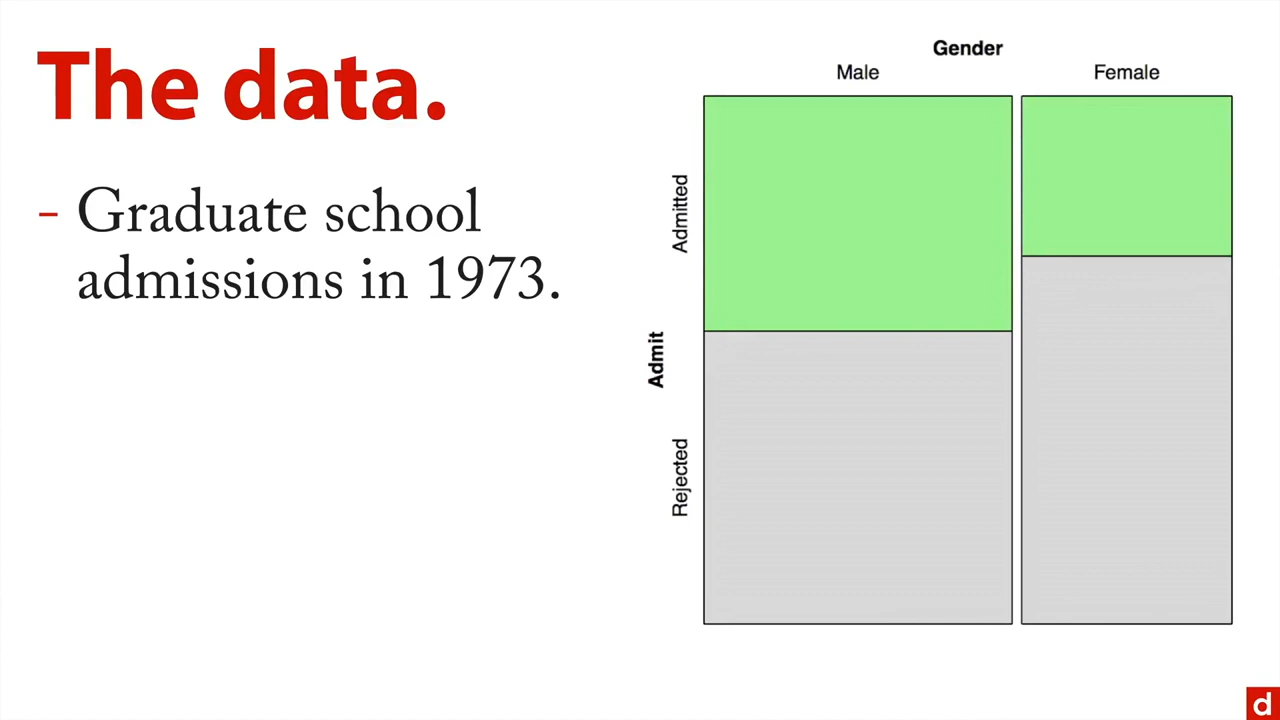 The data.
- Graduate school
admissions in 1973.
Gender
Male Female
Admitted
Admit
Rejected
d